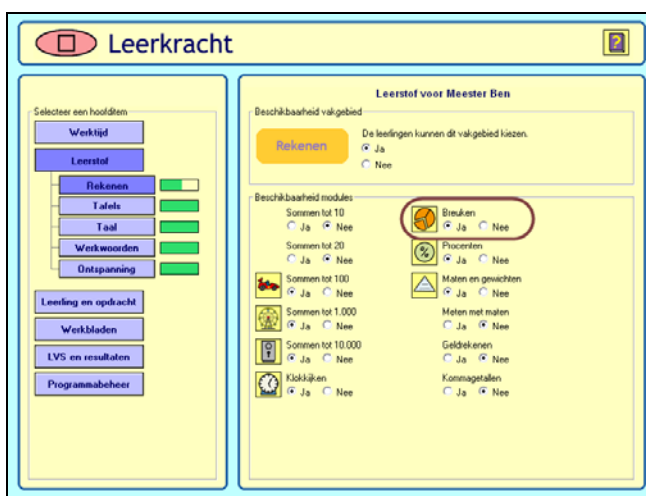 Leerkracht
?
Selecteer een hoofditem
Werktijd
Leerstof
Rekenen
Tafels
Taal
Werkwoorden
Ontspanning
Leerling en opdracht
Werkbladen
LVS en resultaten
Programmabeheer
Leerstof voor Meester Ben
Beschikbaarheid vakgebied
Rekenen
De leerlingen kunnen dit vakgebied kiezen.
Ja
Nee
Beschikbaarheid modules
Sommen tot 10
Ja Nee
Sommen tot 20
Ja Nee
Sommen tot 100
Ja Nee
Sommen tot 1.000
Ja Nee
Sommen tot 10.000
Ja Nee
Klokkijken
Ja Nee
Breuken
Ja Nee
%
Procenten
Ja Nee
Maten en gewichten
Ja Nee
Meten met maten
Ja Nee
Geldrekenen
Ja Nee
Kommagetallen
Ja Nee